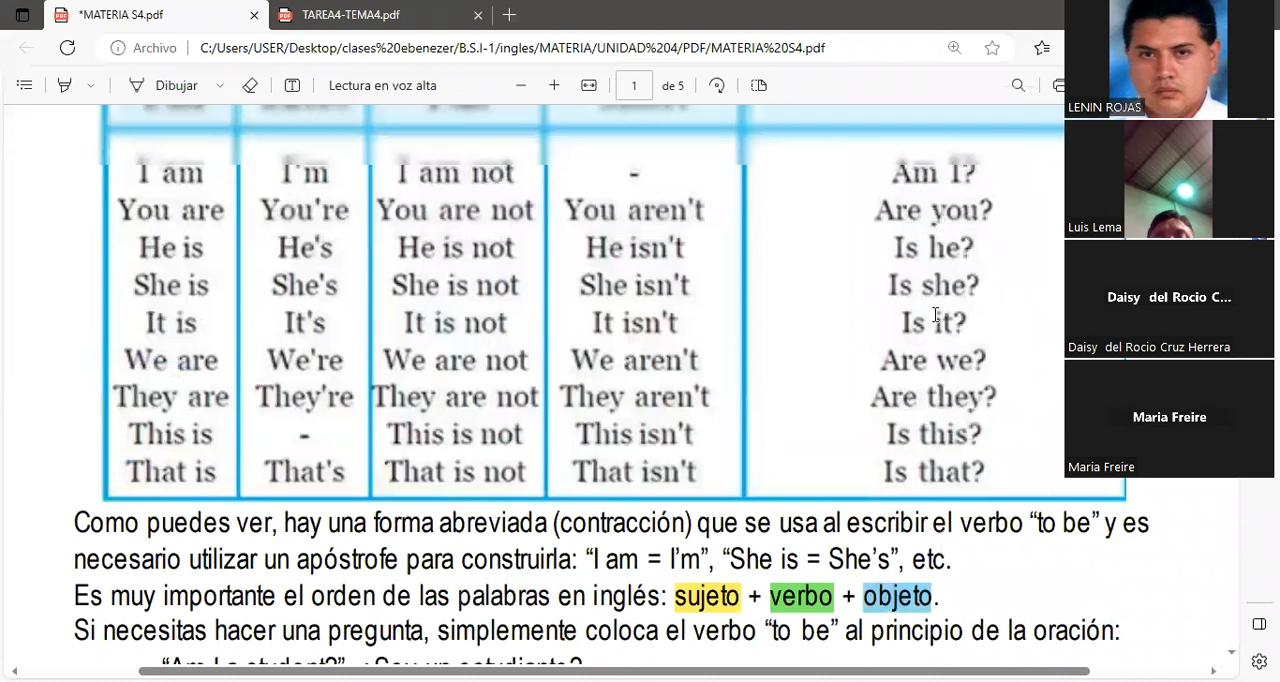 *MATERIA S4.pdf
TAREA4-TEMA4.pdf
Archivo C:/Users/USER/Desktop/clases%20ebenezer/B.S.I-1/ingles/MATERIA/UNIDAD%204/PDF/MATERIA%20S4.pdf
Dibujar Lectura en voz alta 1 de 5
LENIN ROJAS
Luis Lema
Daisy del Rocio C...
Daisy del Rocio Cruz Herrera
Maria Freire
Maria Freire
I am I'm I am not - Am I?
You are You're You are not You aren't Are you?
He is He's He is not He isn't Is he?
She is She's She is not She isn't Is she?
It is It's It is not It isn't Is it?
We are We're We are not We aren't Are we?
They are They're They are not They aren't Are they?
This is - This is not This isn't Is this?
That is That's That is not That isn't Is that?
Como puedes ver, hay una forma abreviada (contracción) que se usa al escribir el verbo “to be” y es
necesario utilizar un apóstrofe para construirla: “I am = I’m”, “She is = She’s”, etc.
Es muy importante el orden de las palabras en inglés: sujeto + verbo + objeto.
Si necesitas hacer una pregunta, simplemente coloca el verbo “to be” al principio de la oración:
“Am I a student?” ¿Soy un estudiante?